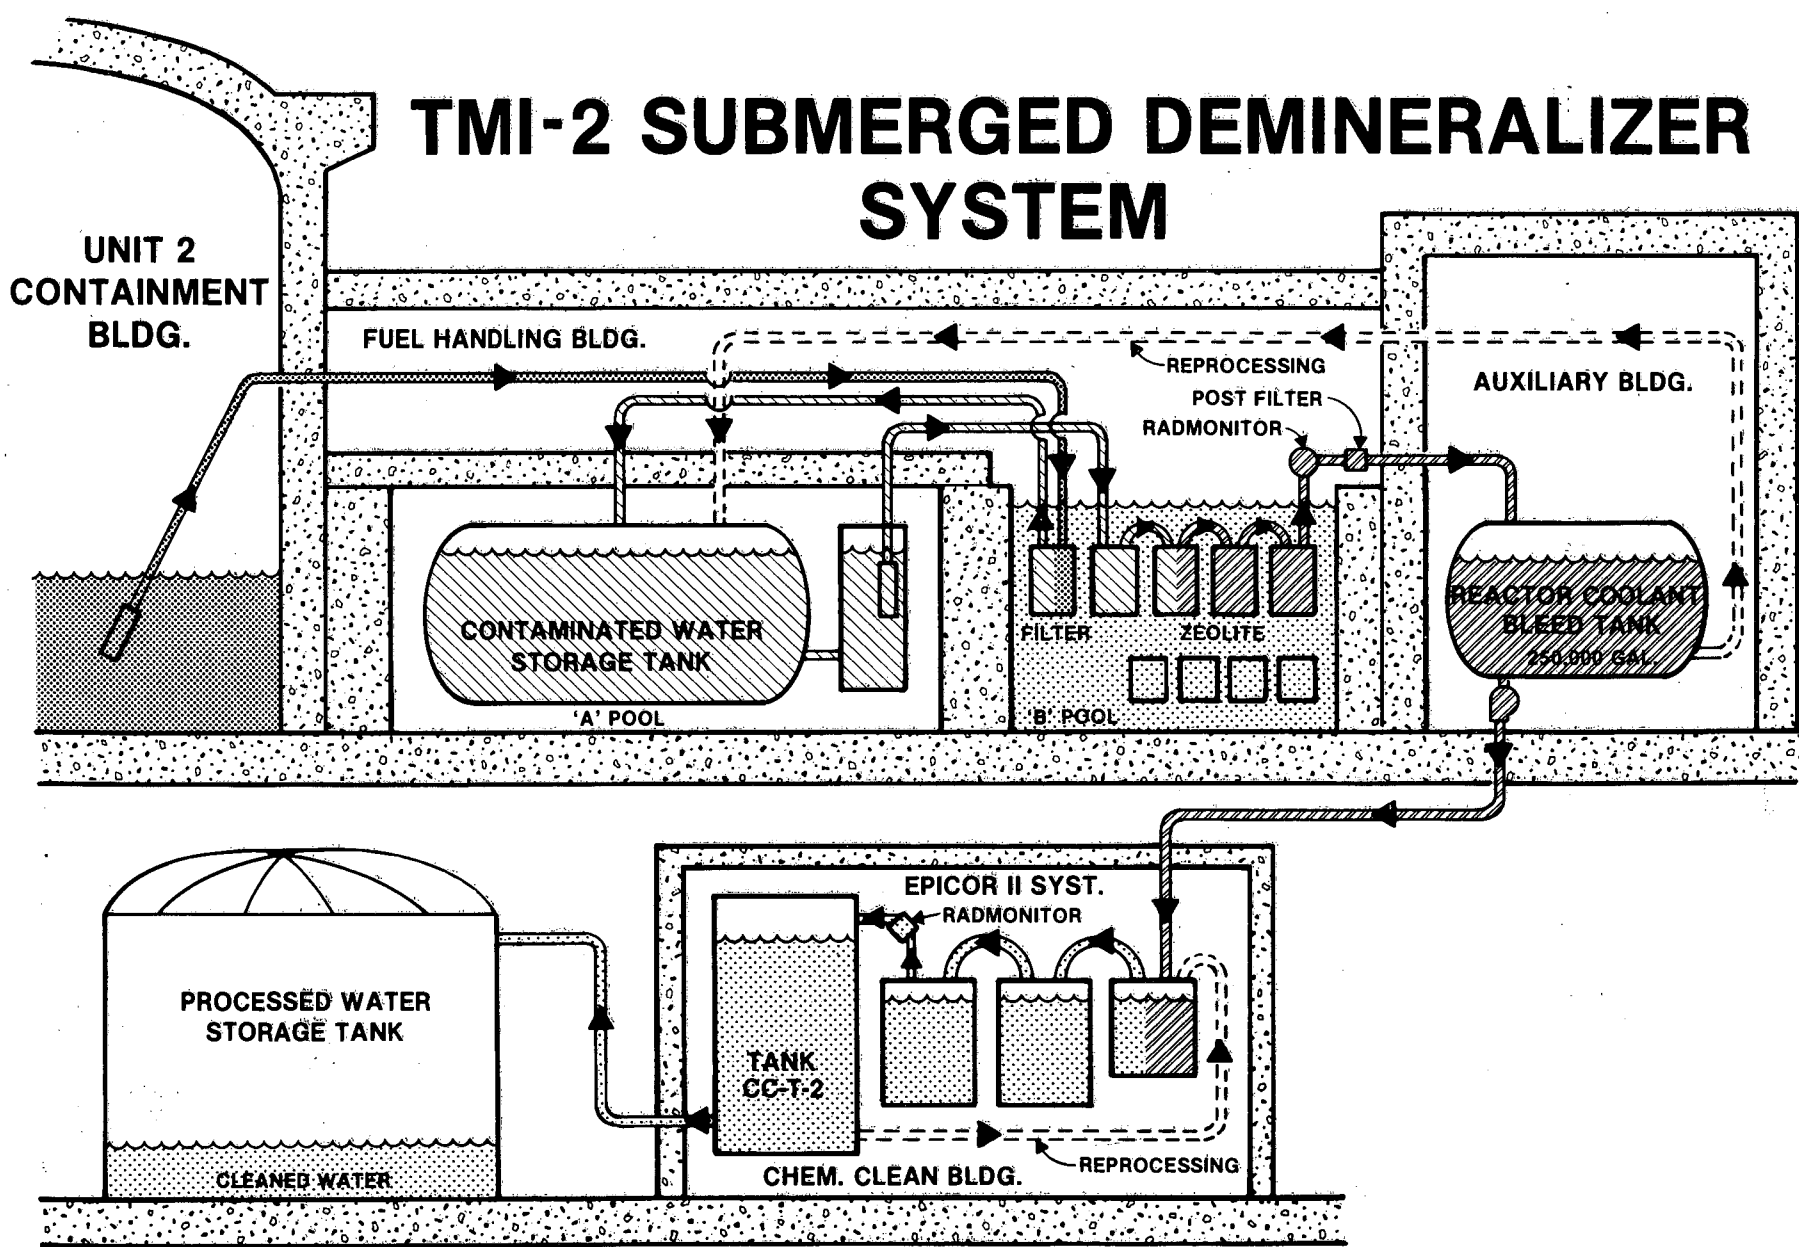 TMI-2 SUBMERGED DEMINERALIZER
SYSTEM
UNIT 2
CONTAINMENT
BLDG.
FUEL HANDLING BLDG.
REPROCESSING
POST FILTER
RADMONITOR
AUXILIARY BLDG.
CONTAMINATED WATER
STORAGE TANK
'A' POOL
FILTER
ZEOLITE
'B' POOL
REACTOR COOLANT
BLEED TANK
250,000 GAL.
EPICOR II SYST.
RADMONITOR
PROCESSED WATER
STORAGE TANK
TANK
CC-T-2
CLEANED WATER
REPROCESSING
CHEM. CLEAN BLDG.